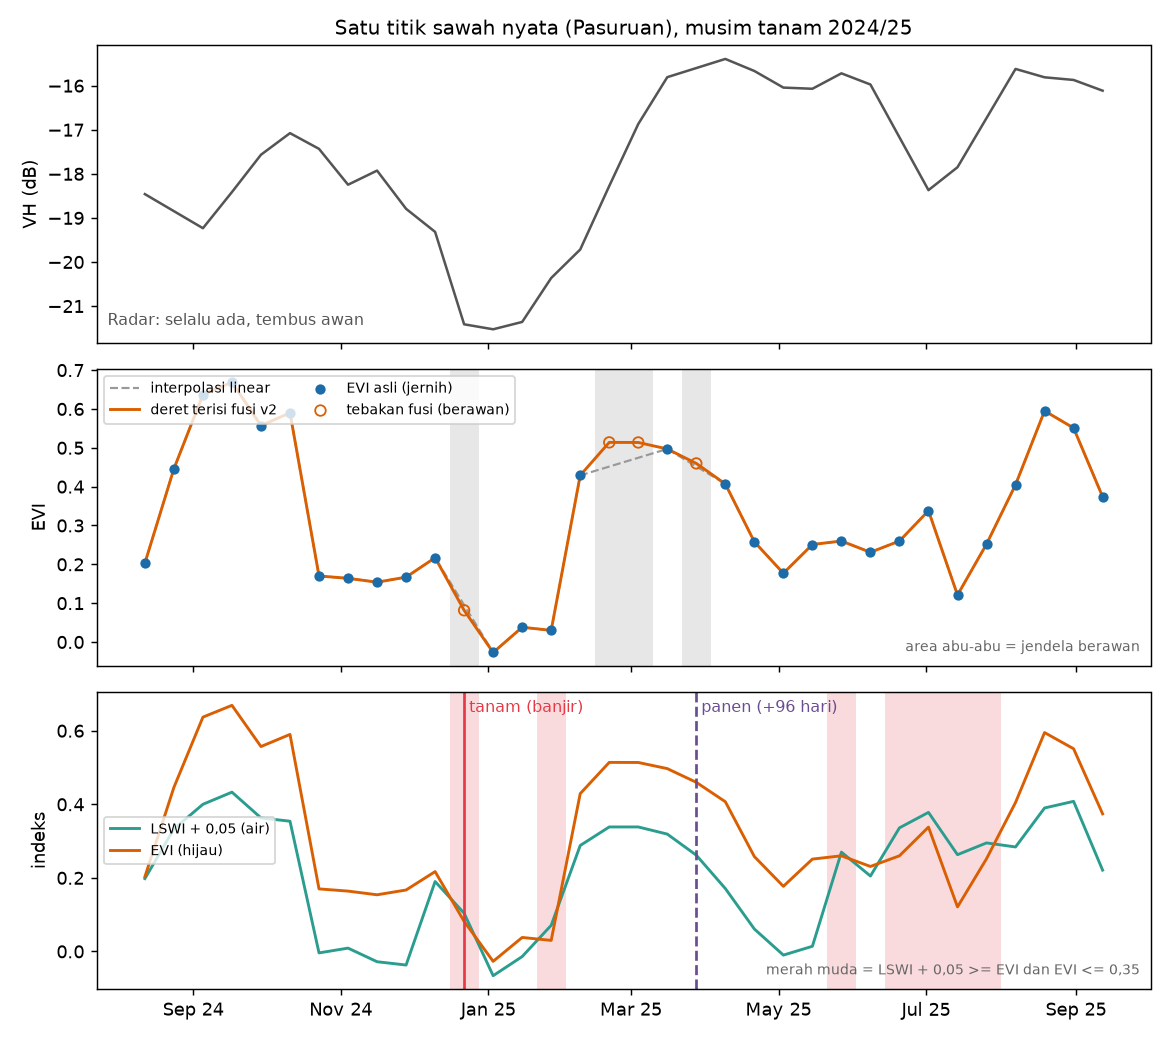 Satu titik sawah nyata (Pasuruan), musim tanam 2024/25
VH (dB)
−16
−17
−18
−19
−20
−21
Radar: selalu ada, tembus awan
EVI
0.7
0.6
0.5
0.4
0.3
0.2
0.1
0.0
interpolasi linear
deret terisi fusi v2
EVI asli (jernih)
tebakan fusi (berawan)
area abu-abu = jendela berawan
indeks
0.6
0.4
0.2
0.0
tanam (banjir)
panen (+96 hari)
LSWI + 0,05 (air)
EVI (hijau)
merah muda = LSWI + 0,05 >= EVI dan EVI <= 0,35
Sep 24
Nov 24
Jan 25
Mar 25
May 25
Jul 25
Sep 25